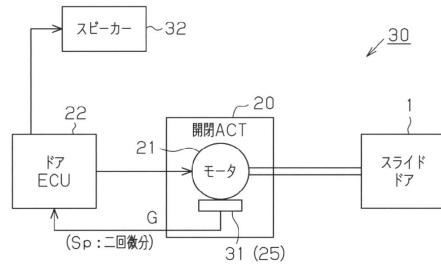 スピーカー
32
30
22
20
開閉ACT
21
1
ドア
ECU
モータ
スライド
ドア
G
(Sp:二回微分)
31(25)